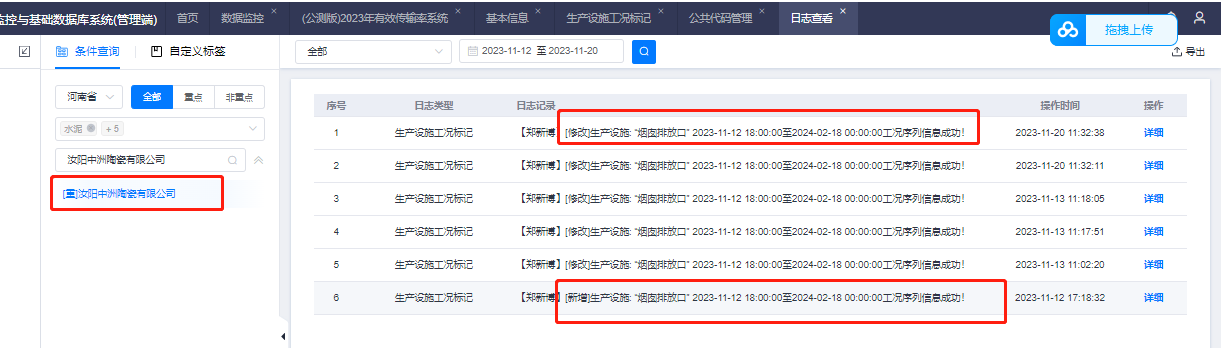 监控与基础数据库系统(管理端) 首页 数据监控 × (公测版)2023年有效传输率系统 × 基本信息 × 生产设施工况标记 × 公共代码管理 × 日志查看 ×
拖拽上传
条件查询 自定义标签 全部 2023-11-12 至 2023-11-20 导出
河南省 全部 重点 非重点
水泥 + 5
汝阳中洲陶瓷有限公司
[重]汝阳中洲陶瓷有限公司
序号 日志类型 日志记录 操作时间 操作
1 生产设施工况标记 【郑新博】[修改]生产设施: “烟囱排放口” 2023-11-12 18:00:00至2024-02-18 00:00:00工况序列信息成功! 2023-11-20 11:32:38 详细
2 生产设施工况标记 【郑新博】[修改]生产设施: “烟囱排放口” 2023-11-12 18:00:00至2024-02-18 00:00:00工况序列信息成功! 2023-11-20 11:32:11 详细
3 生产设施工况标记 【郑新博】[修改]生产设施: “烟囱排放口” 2023-11-12 18:00:00至2024-02-18 00:00:00工况序列信息成功! 2023-11-13 11:18:05 详细
4 生产设施工况标记 【郑新博】[修改]生产设施: “烟囱排放口” 2023-11-12 18:00:00至2024-02-18 00:00:00工况序列信息成功! 2023-11-13 11:17:51 详细
5 生产设施工况标记 【郑新博】[修改]生产设施: “烟囱排放口” 2023-11-12 18:00:00至2024-02-18 00:00:00工况序列信息成功! 2023-11-13 11:02:20 详细
6 生产设施工况标记 【郑新博】[新增]生产设施: “烟囱排放口” 2023-11-12 18:00:00至2024-02-18 00:00:00工况序列信息成功! 2023-11-12 17:18:32 详细